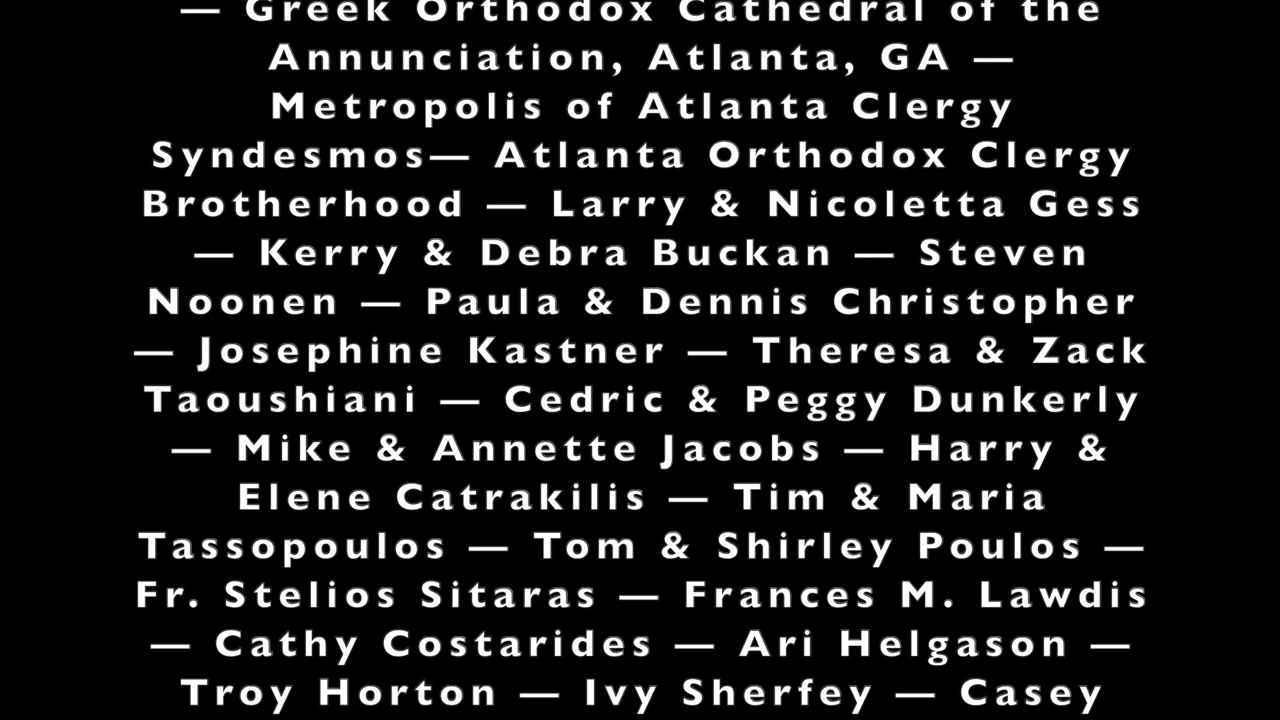 — Greek Orthodox Cathedral of the
Annunciation, Atlanta, GA —
Metropolis of Atlanta Clergy
Syndesmos— Atlanta Orthodox Clergy
Brotherhood — Larry & Nicoletta Gess
— Kerry & Debra Buckan — Steven
Noonen — Paula & Dennis Christopher
— Josephine Kastner — Theresa & Zack
Taoushiani — Cedric & Peggy Dunkerly
— Mike & Annette Jacobs — Harry &
Elene Catrakilis — Tim & Maria
Tassopoulos — Tom & Shirley Poulos —
Fr. Stelios Sitaras — Frances M. Lawdis
— Cathy Costarides — Ari Helgason —
Troy Horton — Ivy Sherfey — Casey